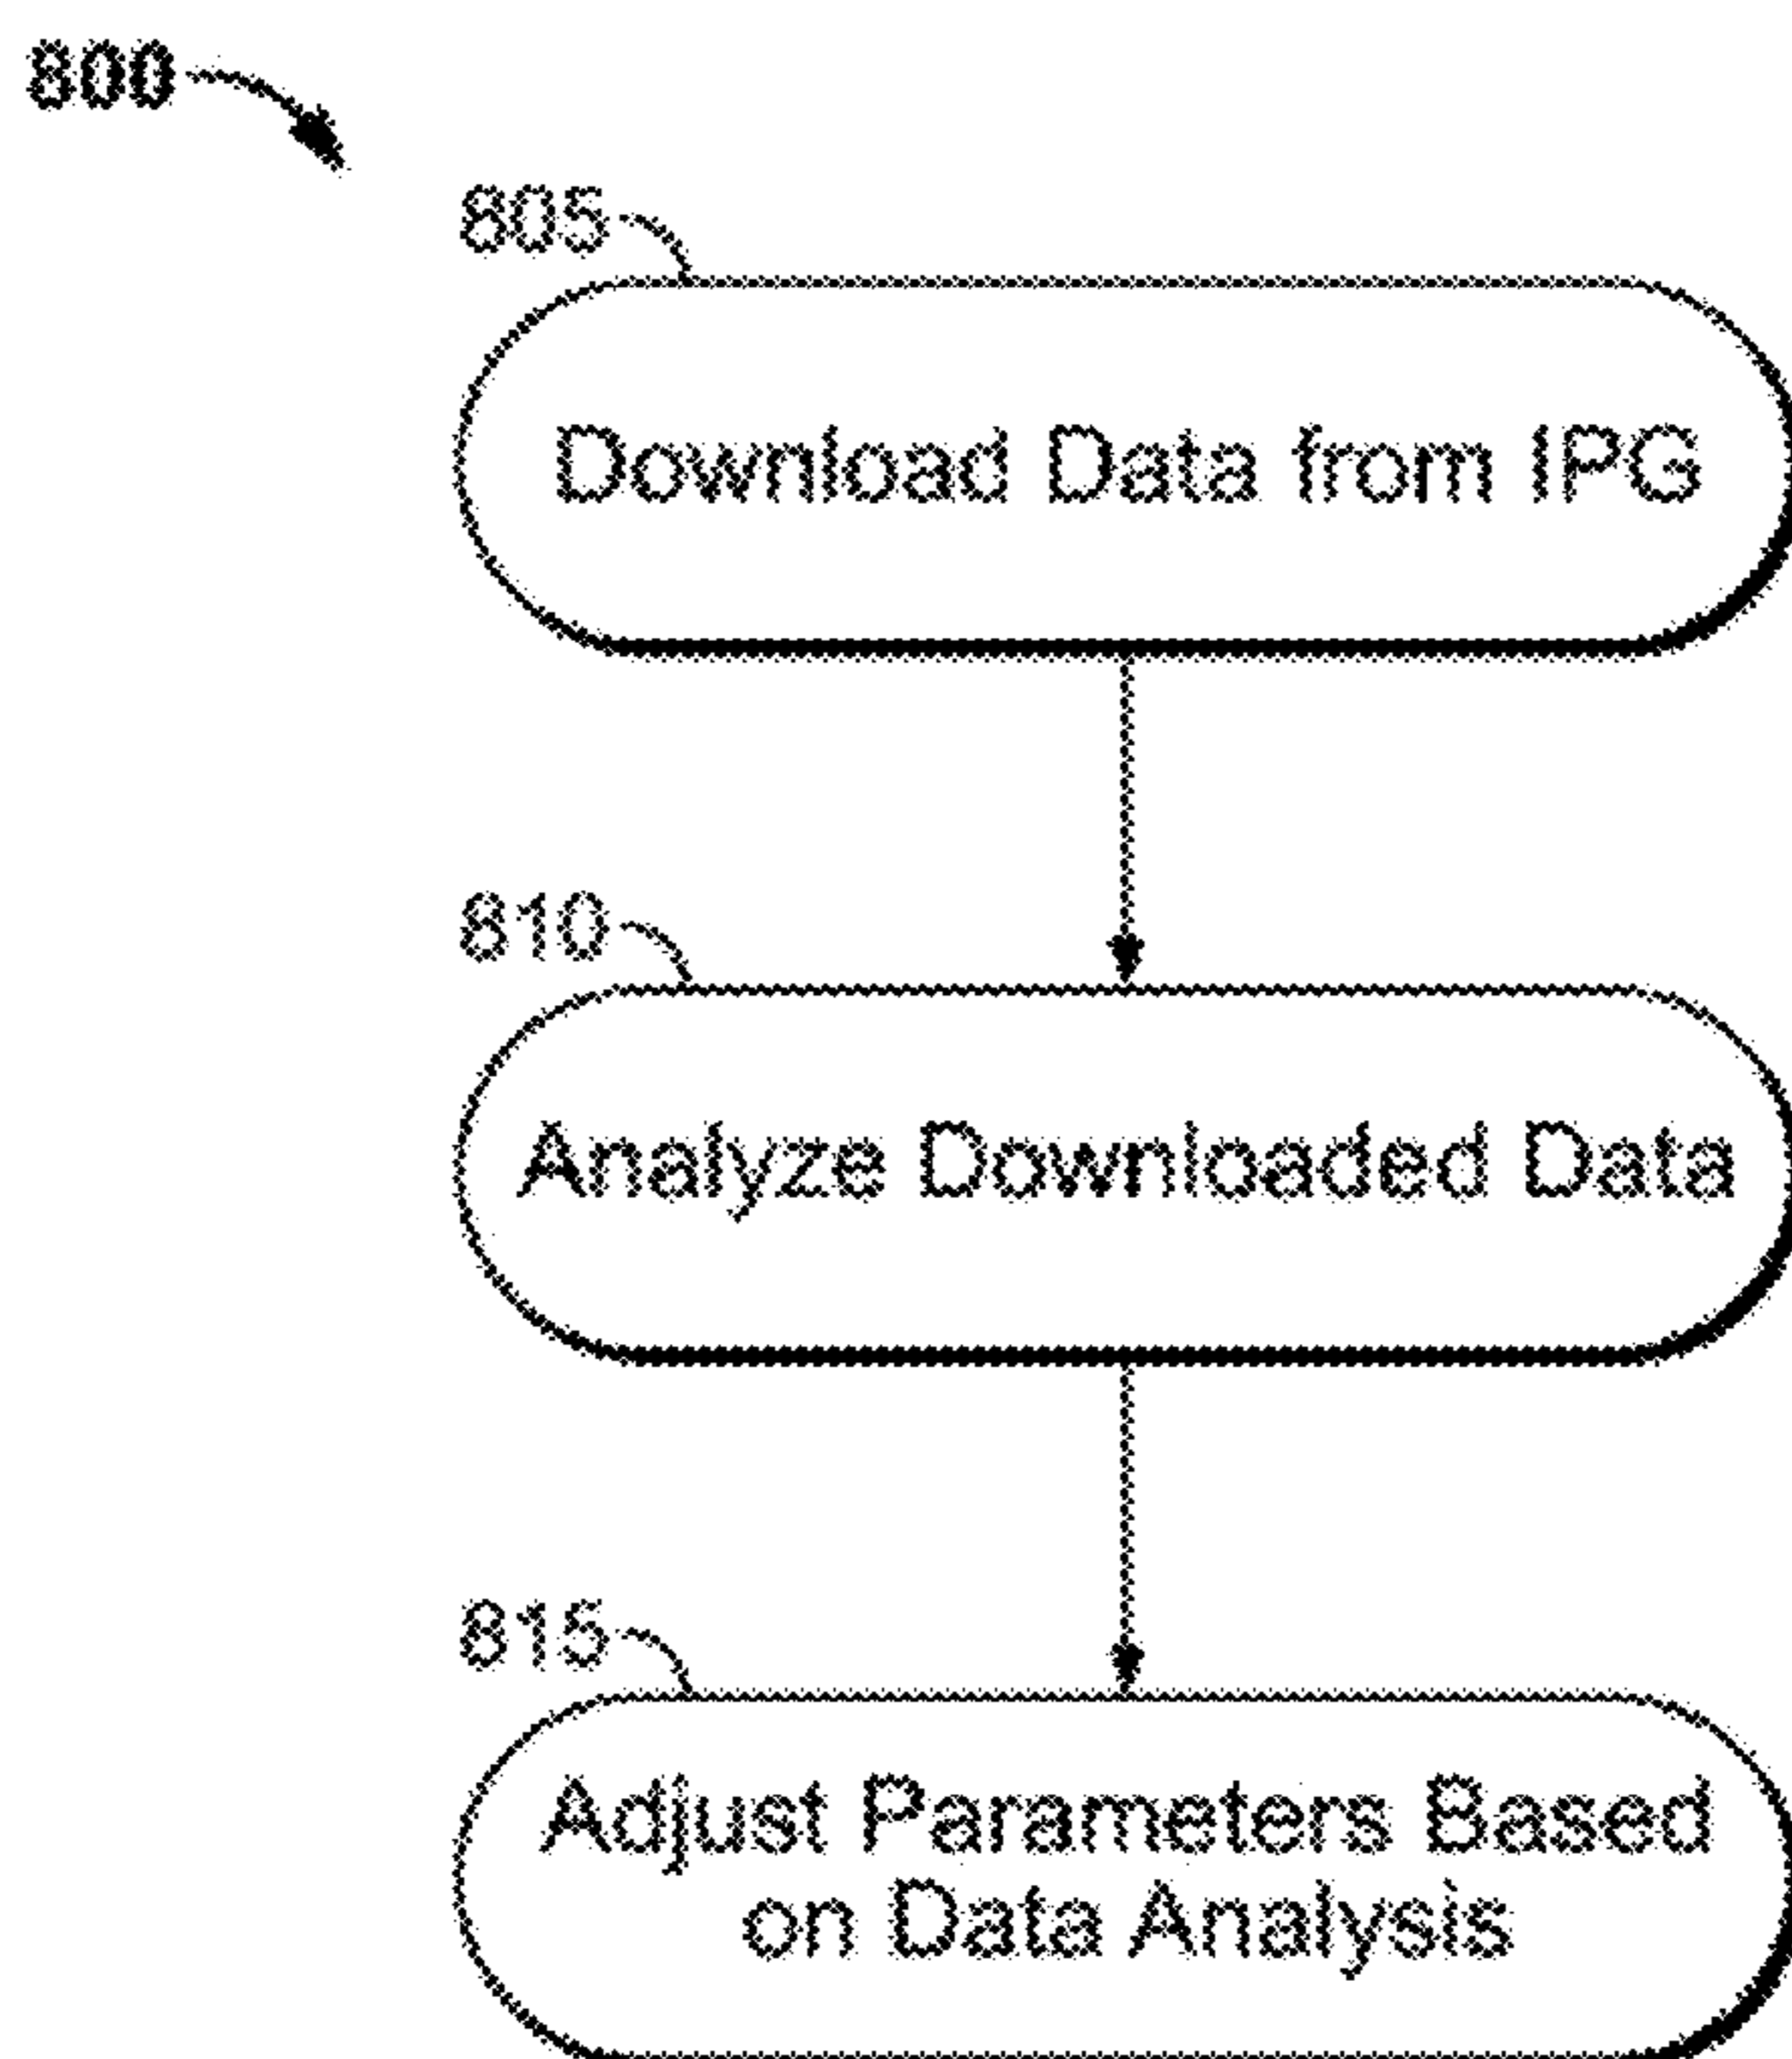 800
805
Download Data from IPG
810
Analyze Downloaded Data
815
Adjust Parameters Based
on Data Analysis